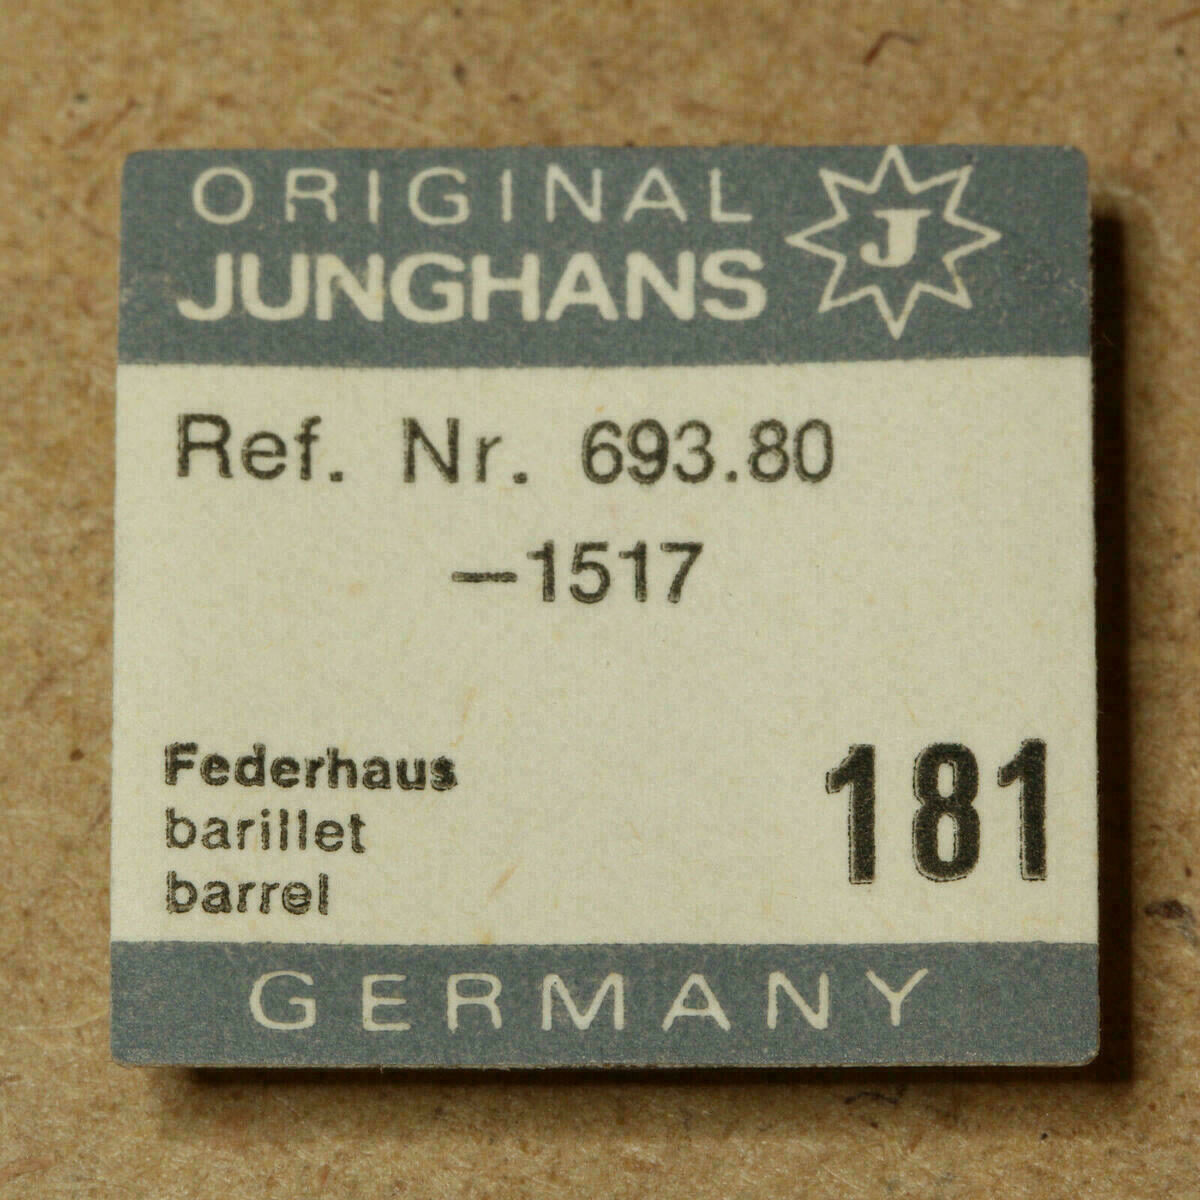 ORIGINAL
JUNGHANS
J
Ref. Nr. 693.80
—1517
Federhaus
barillet
barrel
181
GERMANY